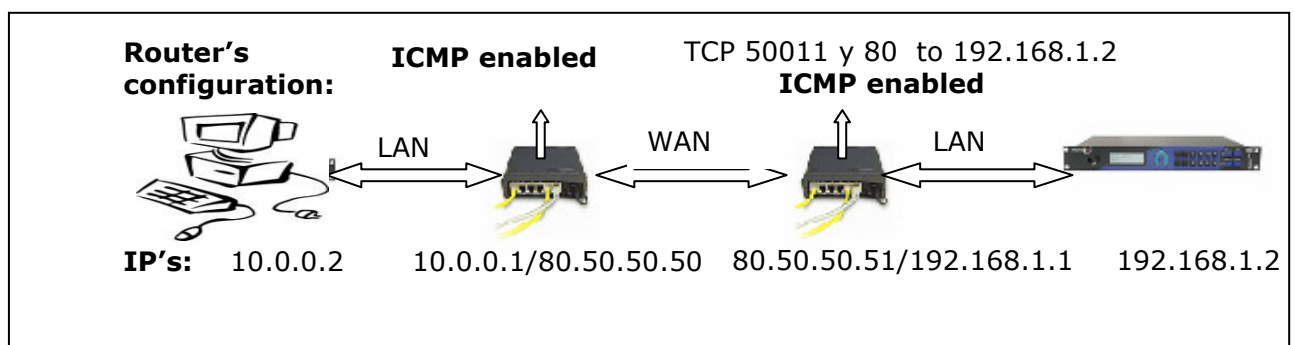 Router's configuration:
ICMP enabled
TCP 50011 y 80  to 192.168.1.2
ICMP enabled
LAN
WAN
LAN
IP's:
10.0.0.2
10.0.0.1/80.50.50.50
80.50.50.51/192.168.1.1
192.168.1.2